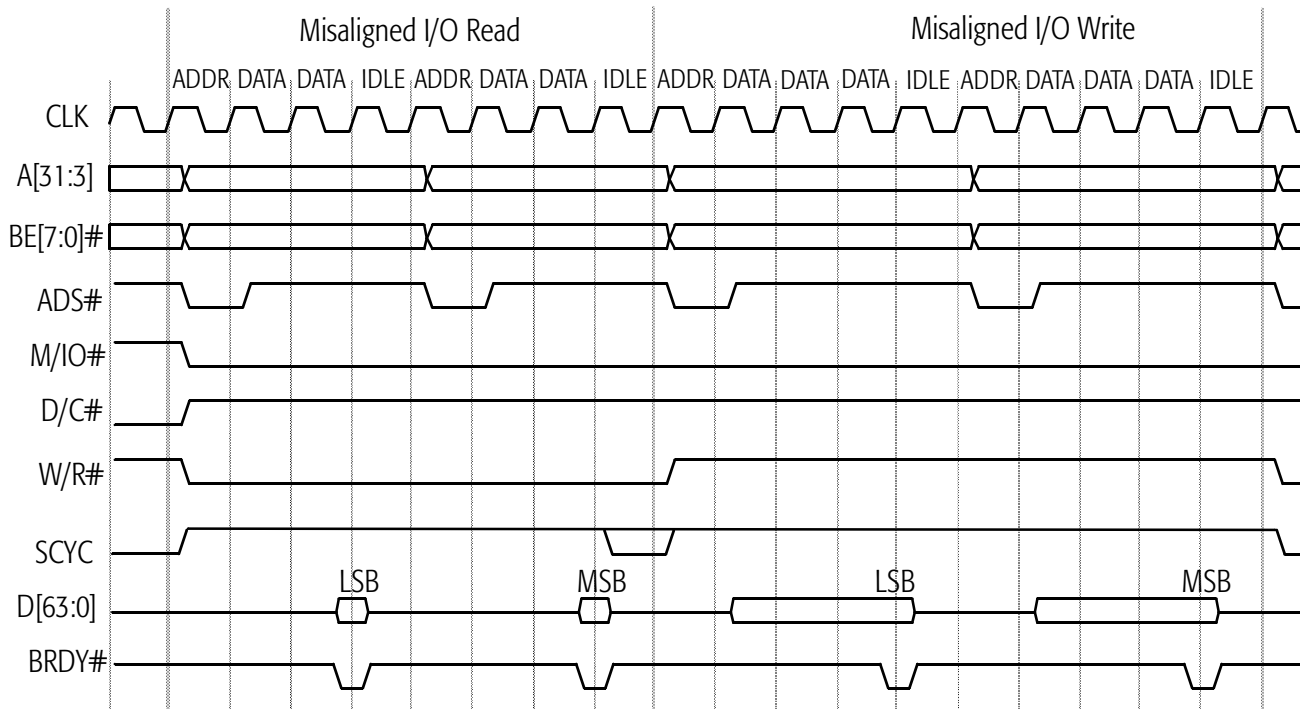 Misaligned I/O Read Misaligned I/O Write
ADDR DATA DATA IDLE ADDR DATA DATA IDLE ADDR DATA DATA DATA IDLE ADDR DATA DATA DATA IDLE
CLK
A[31:3]
BE[7:0]#
ADS#
M/IO#
D/C#
W/R#
SCYC
LSB MSB LSB MSB
D[63:0]
BRDY#